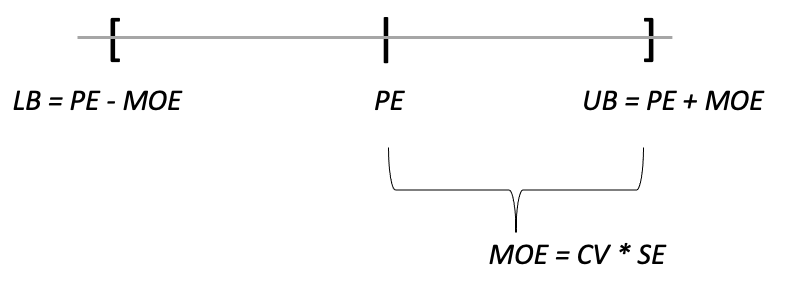 [ | ]
LB = PE - MOE PE UB = PE + MOE
MOE = CV * SE